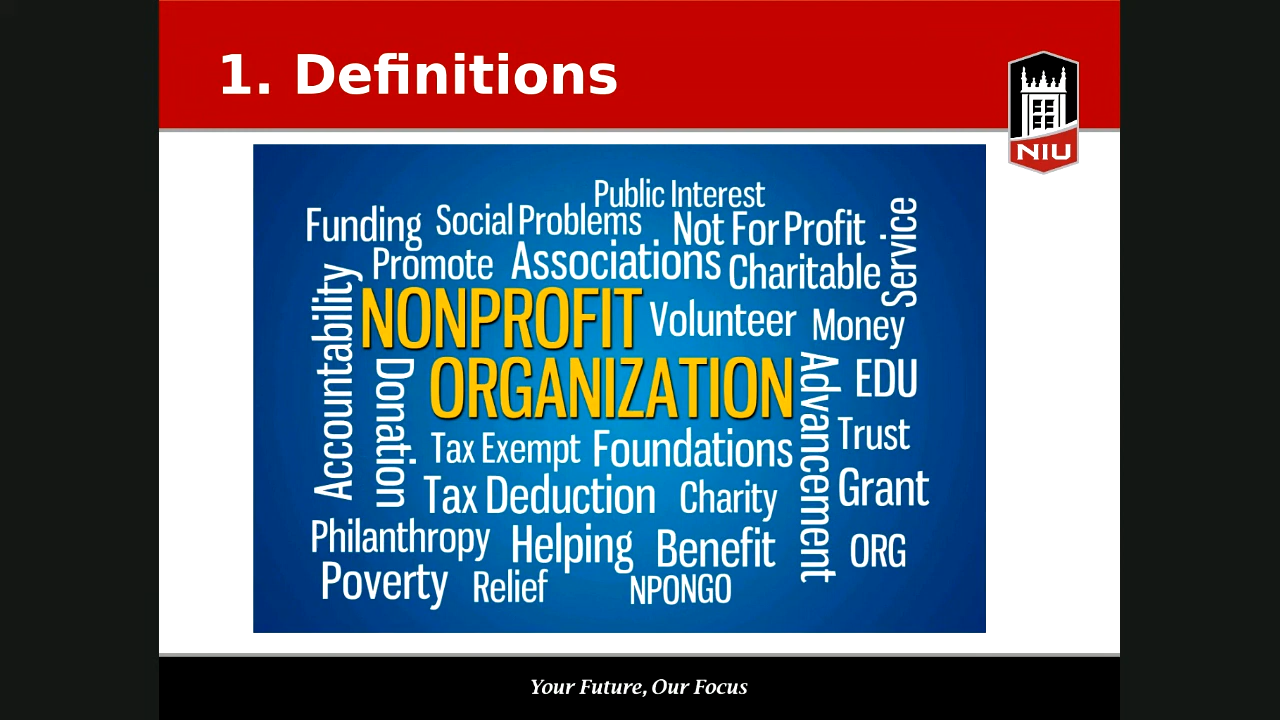 1. Definitions
NIU
Public Interest
Funding
Social Problems
Not For Profit
Service
Promote
Associations
Charitable
Accountability
NONPROFIT
Volunteer
Money
Donation
ORGANIZATION
Advancement
EDU
Tax Exempt
Foundations
Trust
Tax Deduction
Charity
Grant
Philanthropy
Helping
Benefit
ORG
Poverty
Relief
NPONGO
Your Future, Our Focus